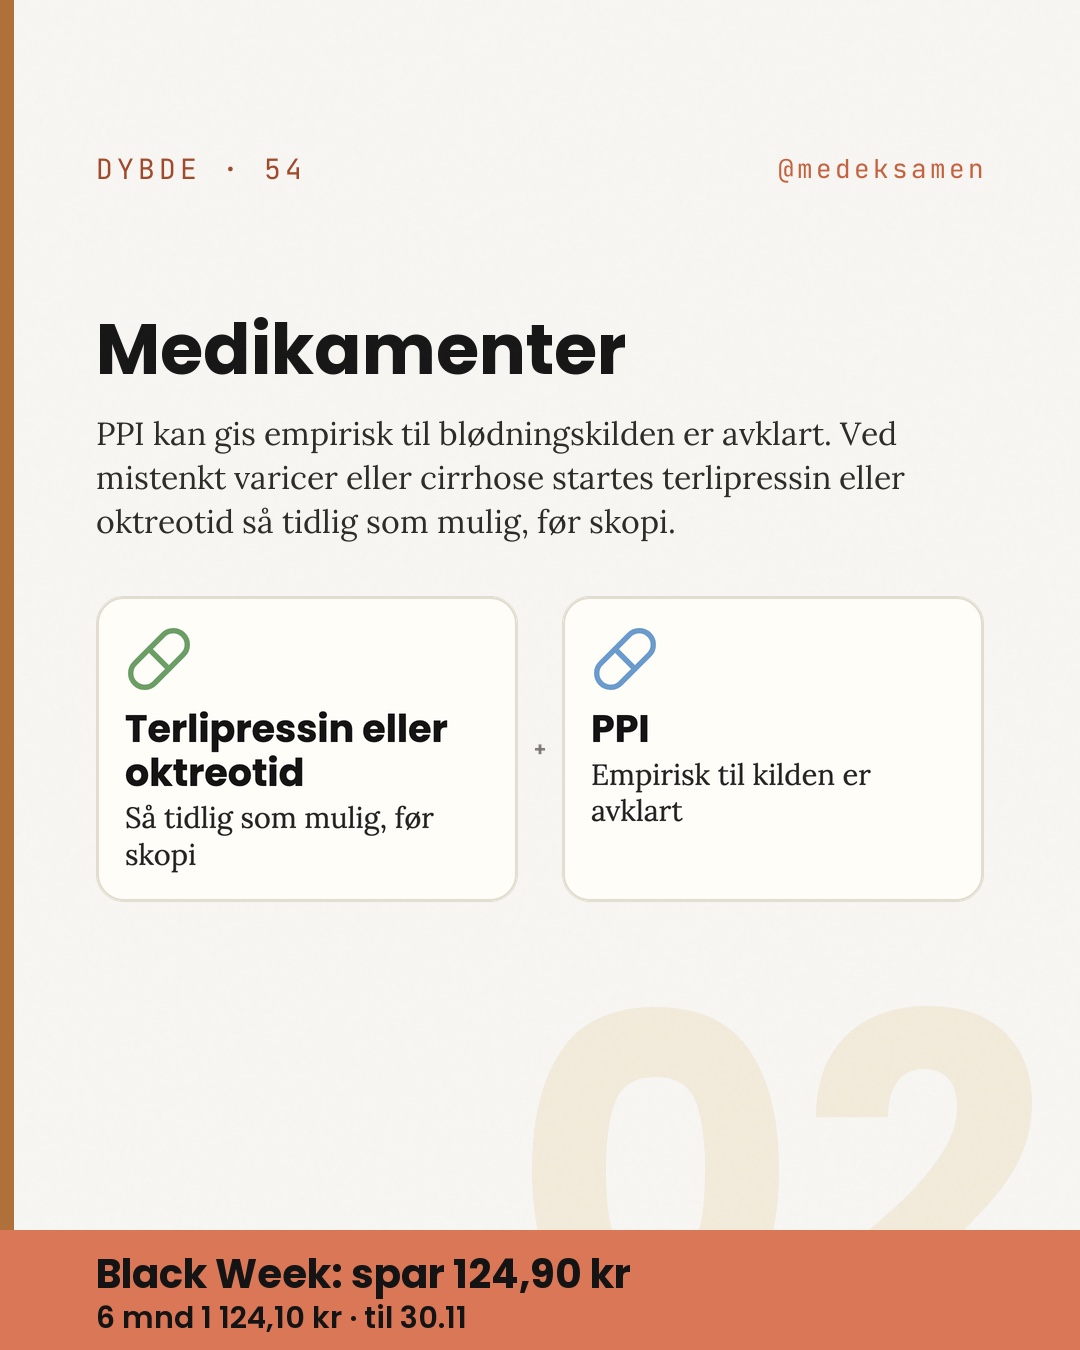 DYBDE · 54
@medeksamen
Medikamenter
PPI kan gis empirisk til blødningskilden er avklart. Ved
mistenkt varicer eller cirrhose startes terlipressin eller
oktreotid så tidlig som mulig, før skopi.
Terlipressin eller
oktreotid
Så tidlig som mulig, før
skopi
+
PPI
Empirisk til kilden er
avklart
02
Black Week: spar 124,90 kr
6 mnd 1 124,10 kr · til 30.11